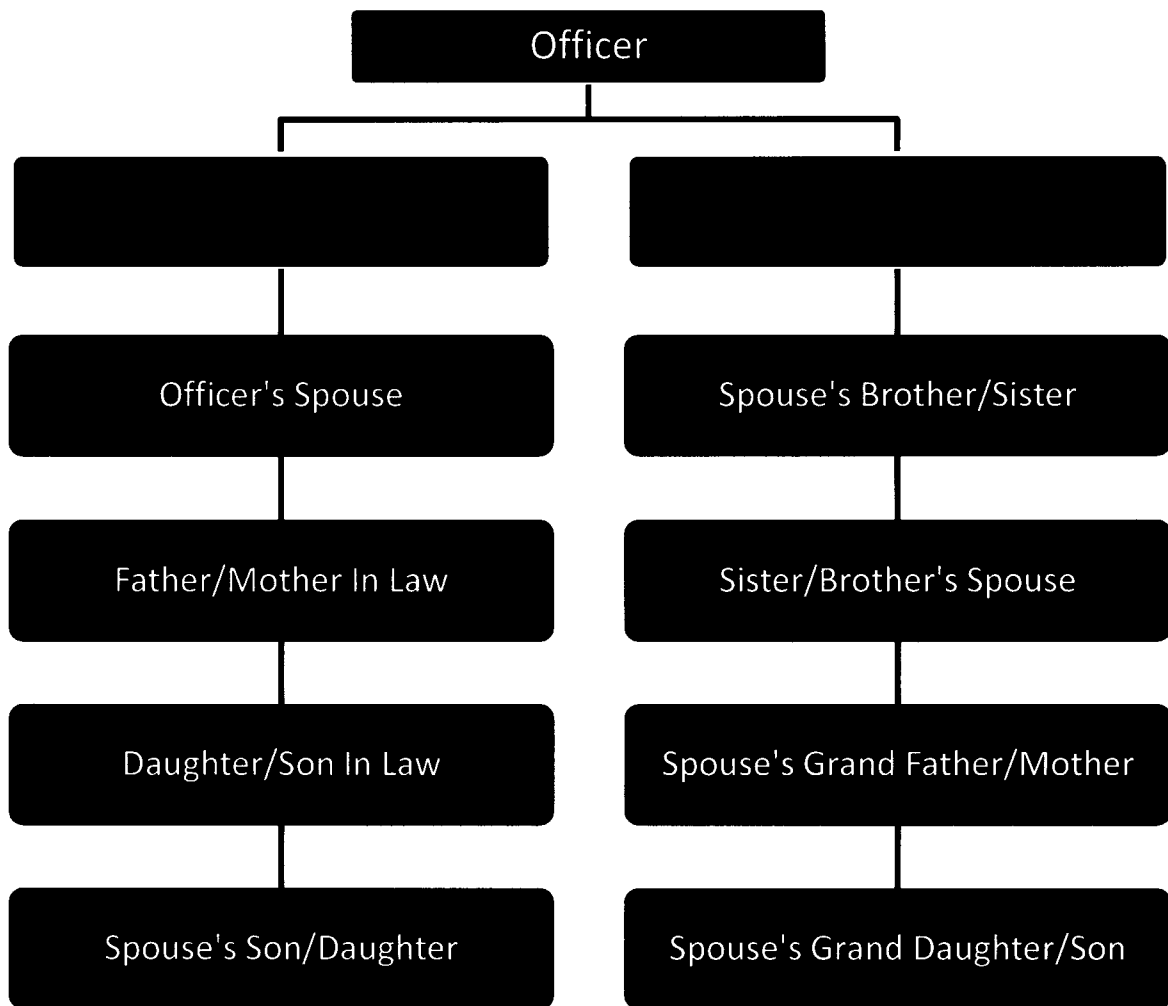 Officer
Officer's Spouse
Father/Mother In Law
Daughter/Son In Law
Spouse's Son/Daughter
Spouse's Brother/Sister
Sister/Brother's Spouse
Spouse's Grand Father/Mother
Spouse's Grand Daughter/Son